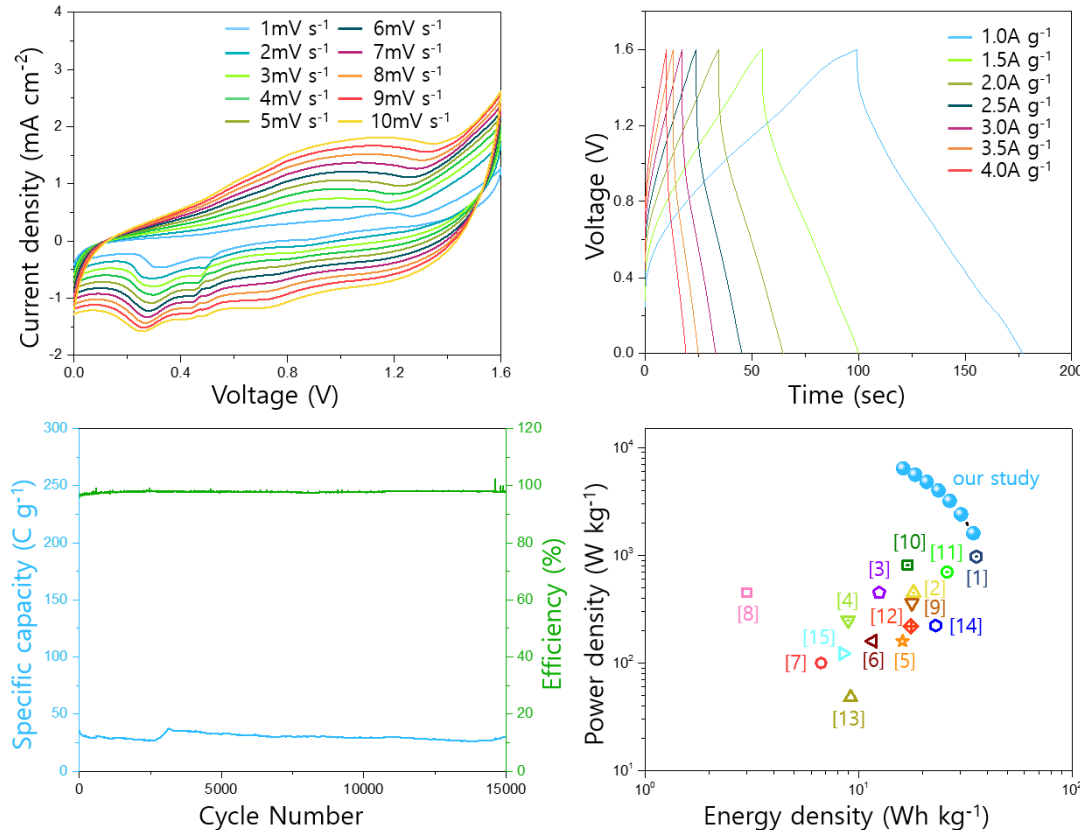 4
3
2
1
0
-1
-2
Current density (mA cm⁻²)
1mV s⁻¹
2mV s⁻¹
3mV s⁻¹
4mV s⁻¹
5mV s⁻¹
6mV s⁻¹
7mV s⁻¹
8mV s⁻¹
9mV s⁻¹
10mV s⁻¹
0.0 0.4 0.8 1.2 1.6
Voltage (V)
1.6
1.2
0.8
0.4
0.0
Voltage (V)
1.0A g⁻¹
1.5A g⁻¹
2.0A g⁻¹
2.5A g⁻¹
3.0A g⁻¹
3.5A g⁻¹
4.0A g⁻¹
0 50 100 150 200
Time (sec)
300
250
200
150
100
50
0
Specific capacity (C g⁻¹)
120
100
80
60
40
20
0
Efficiency (%)
0 5000 10000 15000
Cycle Number
10⁴
10³
10²
10¹
Power density (W kg⁻¹)
our study
[10]
[11]
[1]
[3]
[2]
[8]
[4]
[9]
[12]
[14]
[15]
[7]
[6]
[5]
[13]
10⁰ 10¹ 10²
Energy density (Wh kg⁻¹)